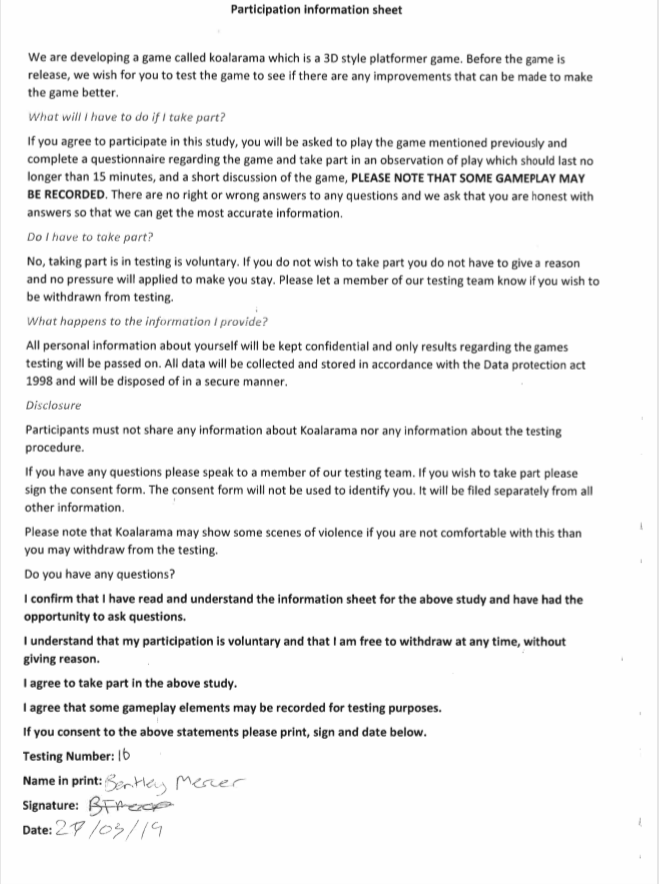 Participation information sheet
We are developing a game called koalarama which is a 3D style platformer game. Before the game is
release, we wish for you to test the game to see if there are any improvements that can be made to make
the game better.
What will I have to do if I take part?
If you agree to participate in this study, you will be asked to play the game mentioned previously and
complete a questionnaire regarding the game and take part in an observation of play which should last no
longer than 15 minutes, and a short discussion of the game, PLEASE NOTE THAT SOME GAMEPLAY MAY
BE RECORDED. There are no right or wrong answers to any questions and we ask that you are honest with
answers so that we can get the most accurate information.
Do I have to take part?
No, taking part is in testing is voluntary. If you do not wish to take part you do not have to give a reason
and no pressure will applied to make you stay. Please let a member of our testing team know if you wish to
be withdrawn from testing.
What happens to the information I provide?
All personal information about yourself will be kept confidential and only results regarding the games
testing will be passed on. All data will be collected and stored in accordance with the Data protection act
1998 and will be disposed of in a secure manner.
Disclosure
Participants must not share any information about Koalarama nor any information about the testing
procedure.
If you have any questions please speak to a member of our testing team. If you wish to take part please
sign the consent form. The consent form will not be used to identify you. It will be filed separately from all
other information.
Please note that Koalarama may show some scenes of violence if you are not comfortable with this than
you may withdraw from the testing.
Do you have any questions?
I confirm that I have read and understand the information sheet for the above study and have had the
opportunity to ask questions.
I understand that my participation is voluntary and that I am free to withdraw at any time, without
giving reason.
I agree to take part in the above study.
I agree that some gameplay elements may be recorded for testing purposes.
If you consent to the above statements please print, sign and date below.
Testing Number: 16
Name in print: Bentley Mercer
Signature:
Date: 27/03/19